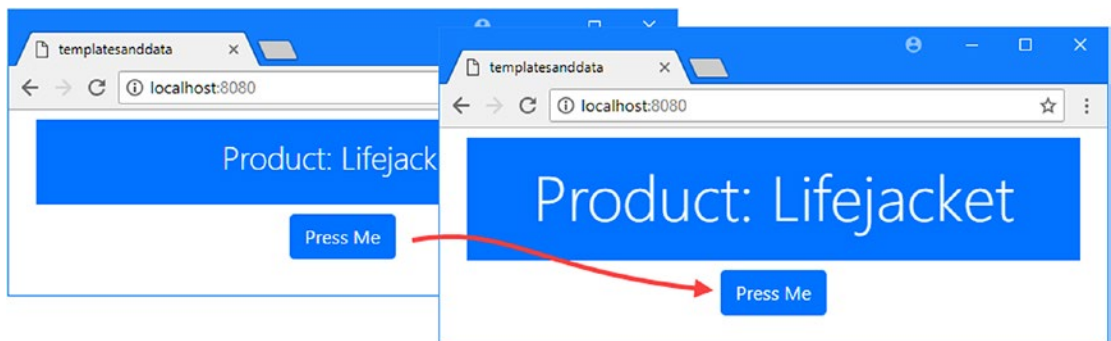 templatesanddata
localhost:8080
Product: Lifejack
Press Me
templatesanddata
localhost:8080
Product: Lifejacket
Press Me